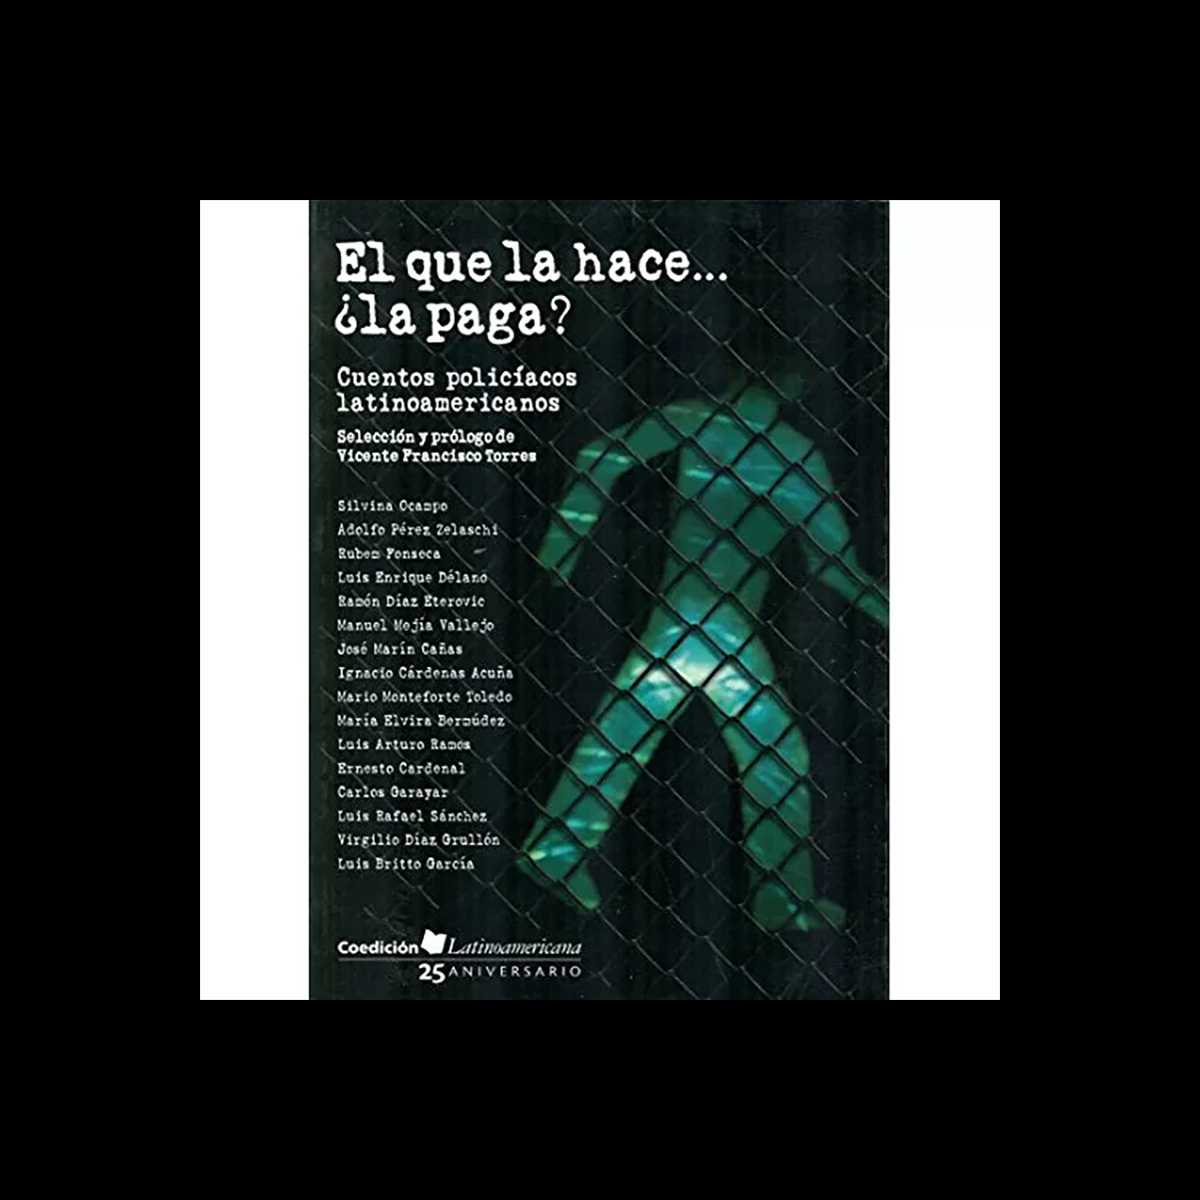 El que la hace...
¿la paga?
Cuentos policíacos
latinoamericanos
Selección y prólogo de
Vicente Francisco Torres
Silvina Ocampo
Adolfo Pérez Zelaschi
Rubem Fonseca
Luis Enrique Délano
Ramón Díaz Eterovic
Manuel Mejía Vallejo
José Marín Cañas
Ignacio Cárdenas Acuña
Mario Monteforte Toledo
María Elvira Bermúdez
Luis Arturo Ramos
Ernesto Cardenal
Carlos Garayar
Luis Rafael Sánchez
Virgilio Díaz Grullón
Luis Britto García
Coedición Latinoamericana
25 ANIVERSARIO